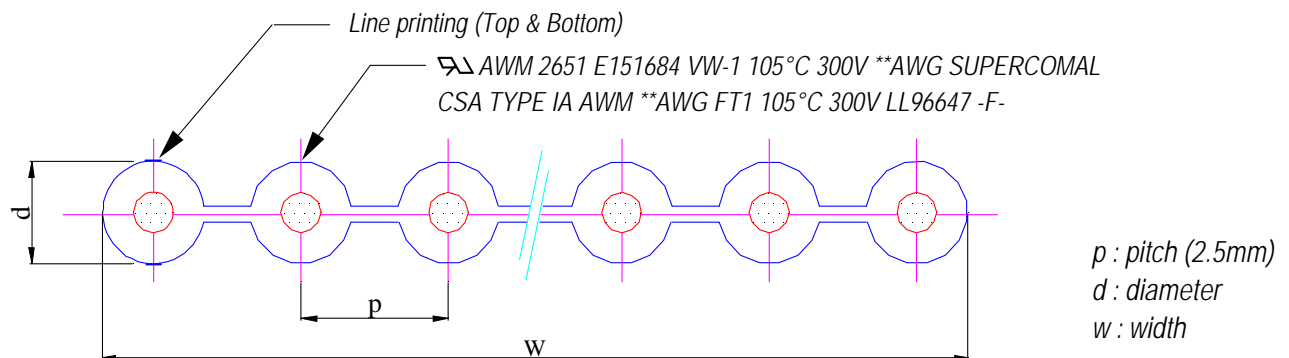 Line printing (Top & Bottom)
AWM 2651 E151684 VW-1 105°C 300V **AWG SUPERCOMAL
CSA TYPE IA AWM **AWG FT1 105°C 300V LL96647 -F-
d
p
w
p : pitch (2.5mm)
d : diameter
w : width